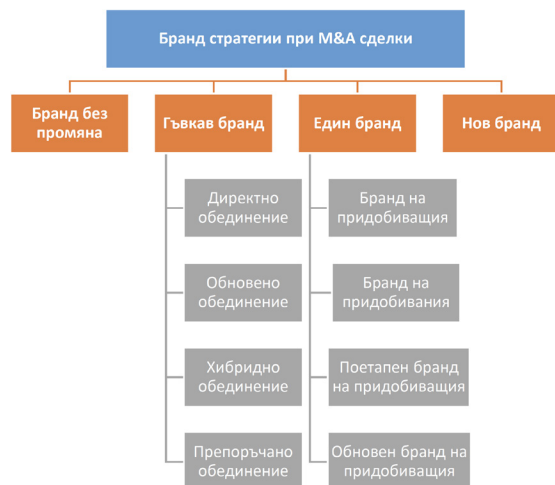 Бранд стратегии при M&A сделки
Бранд без
промяна
Гъвкав бранд
Един бранд
Нов бранд
Директно
обединение
Обновено
обединение
Хибридно
обединение
Препоръчано
обединение
Бранд на
придобиващия
Бранд на
придобивания
Поетапен бранд
на придобиващия
Обновен бранд на
придобиващия